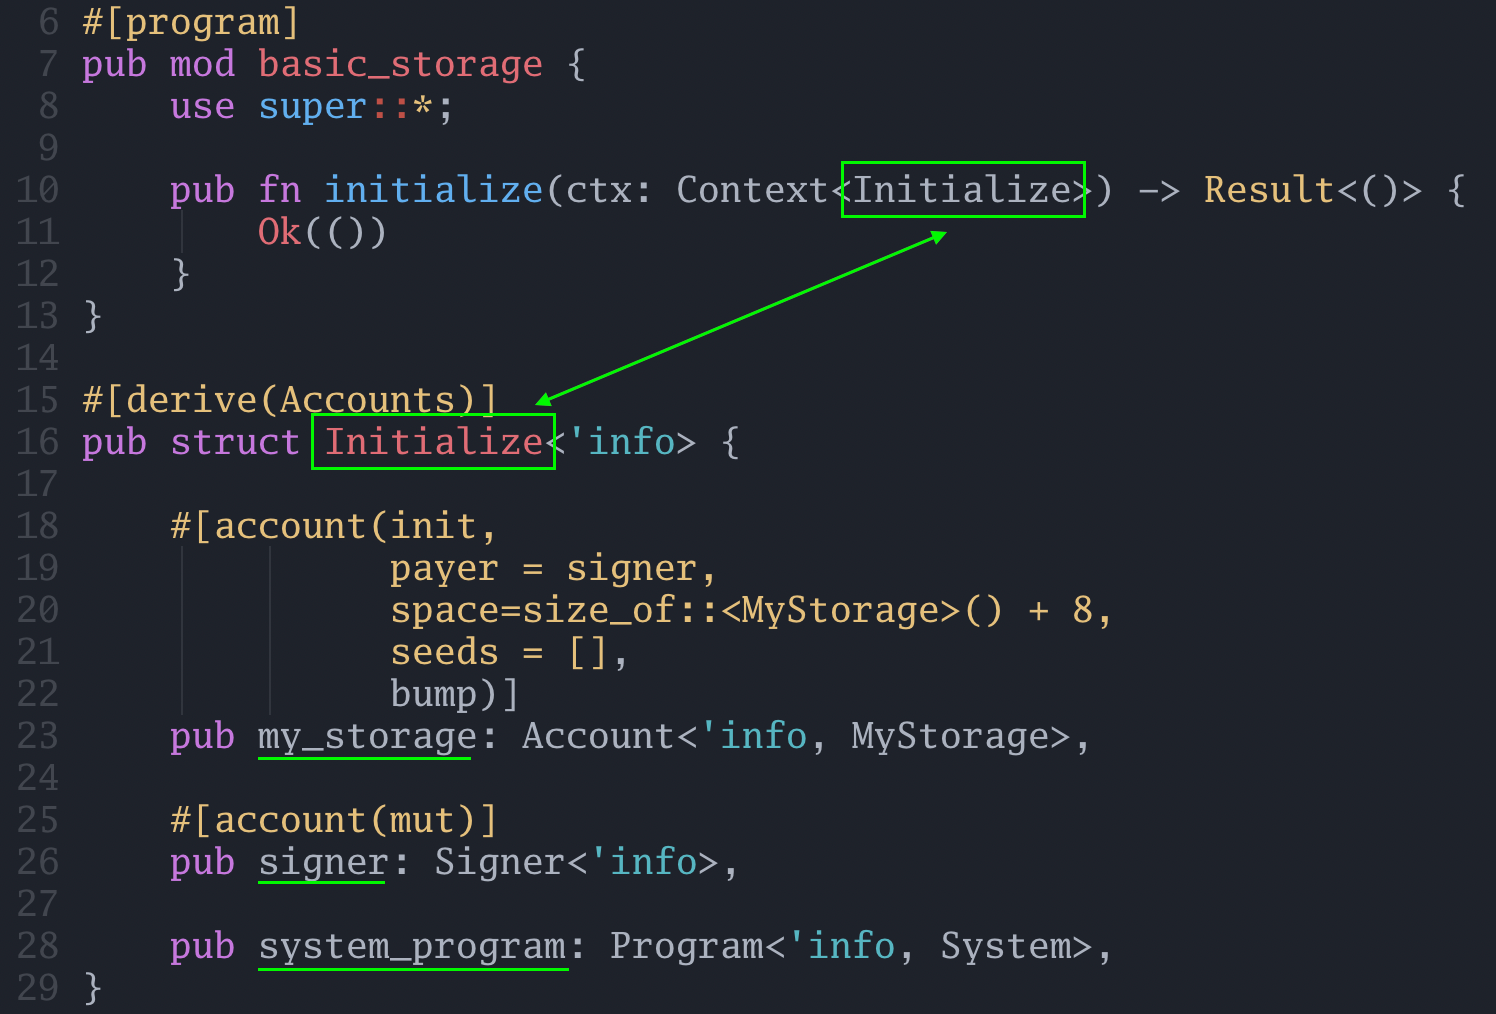 6 #[program]
7 pub mod basic_storage {
8     use super::*;
9
10     pub fn initialize(ctx: Context<Initialize>) -> Result<()> {
11         Ok(())
12     }
13 }
14
15 #[derive(Accounts)]
16 pub struct Initialize<'info> {
17
18     #[account(init,
19               payer = signer,
20               space=size_of::<MyStorage>() + 8,
21               seeds = [],
22               bump)]
23     pub my_storage: Account<'info, MyStorage>,
24
25     #[account(mut)]
26     pub signer: Signer<'info>,
27
28     pub system_program: Program<'info, System>,
29 }